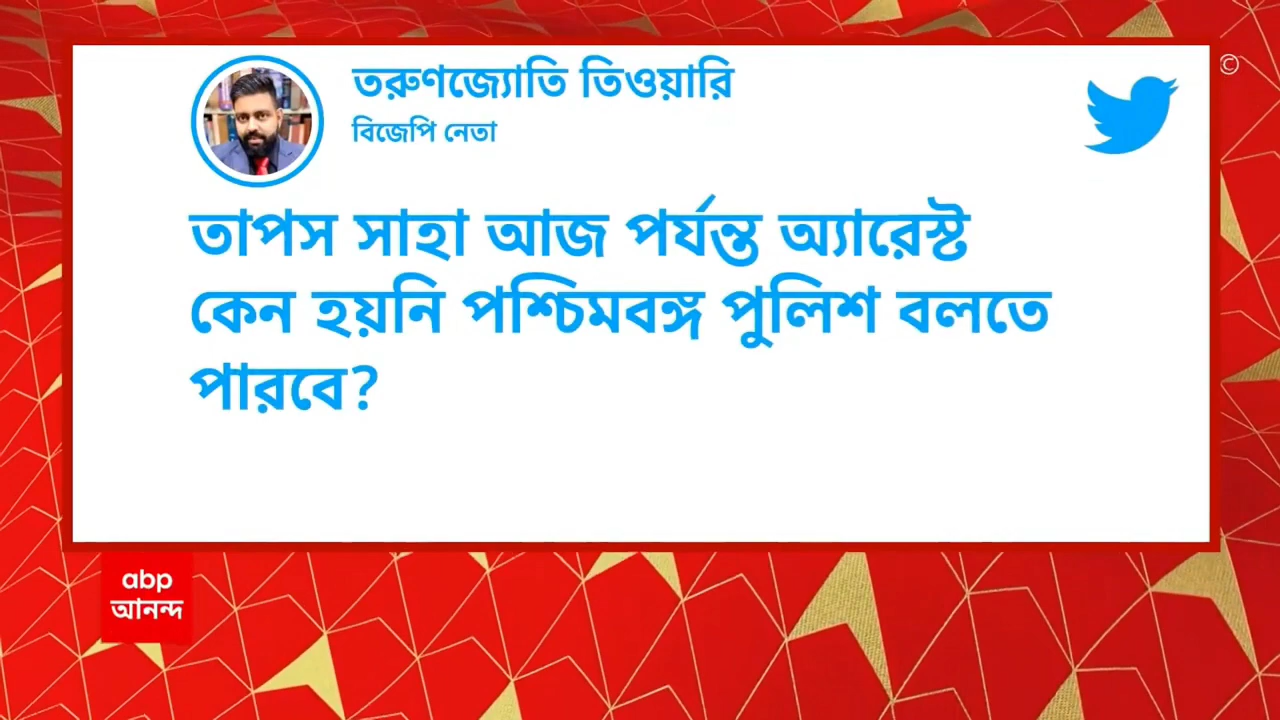 তরুণজ্যোতি তিওয়ারি
বিজেপি নেতা
তাপস সাহা আজ পর্যন্ত অ্যারেস্ট
কেন হয়নি পশ্চিমবঙ্গ পুলিশ বলতে
পারবে?
©
abp
আনন্দ